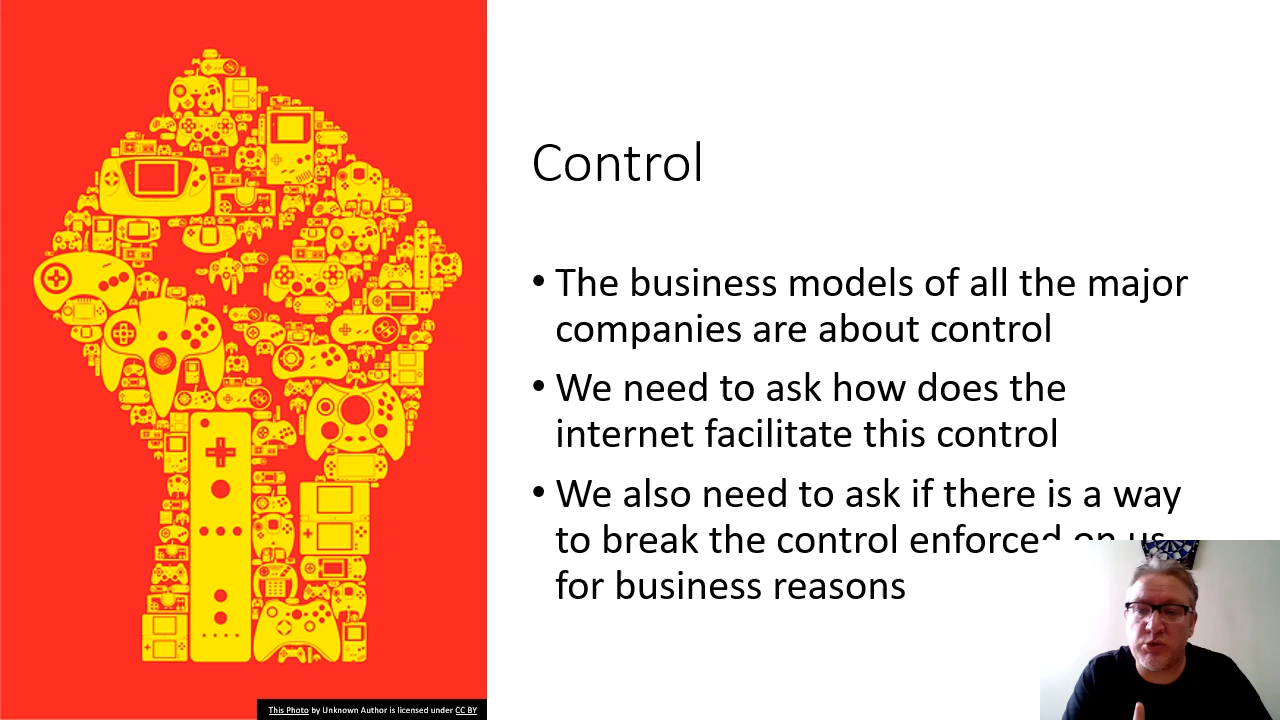 Control
• The business models of all the major
companies are about control
• We need to ask how does the
internet facilitate this control
• We also need to ask if there is a way
to break the control enforced on us
for business reasons
This Photo by Unknown Author is licensed under CC BY